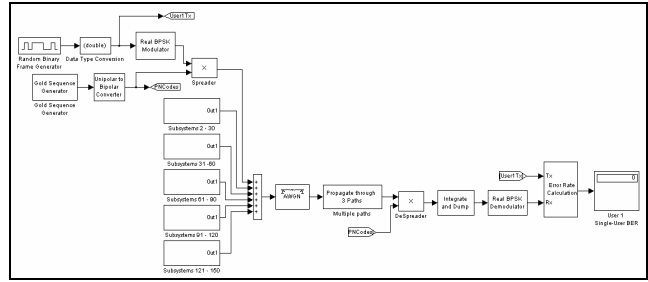 User1Tx
Random Binary
Frame Generator
(double)
Data Type Conversion
Real BPSK
Modulator
X
Spreader
Gold Sequence
Generator
Gold Sequence
Generator
Unipolar to
Bipolar
Converter
PNCodes
Out1
Subsystems 2 - 30
Out1
Subsystems 31 -60
Out1
Subsystems 61 - 90
Out1
Subsystems 91 - 120
Out1
Subsystems 121 - 150
+
+
+
+
+
+
AWGN
Propagate through
3 Paths
Multiple paths
PNCodes
X
DeSpreader
Integrate
and Dump
Real BPSK
Demodulator
User1Tx
Tx
Error Rate
Calculation
Rx
0
User 1
Single-User BER